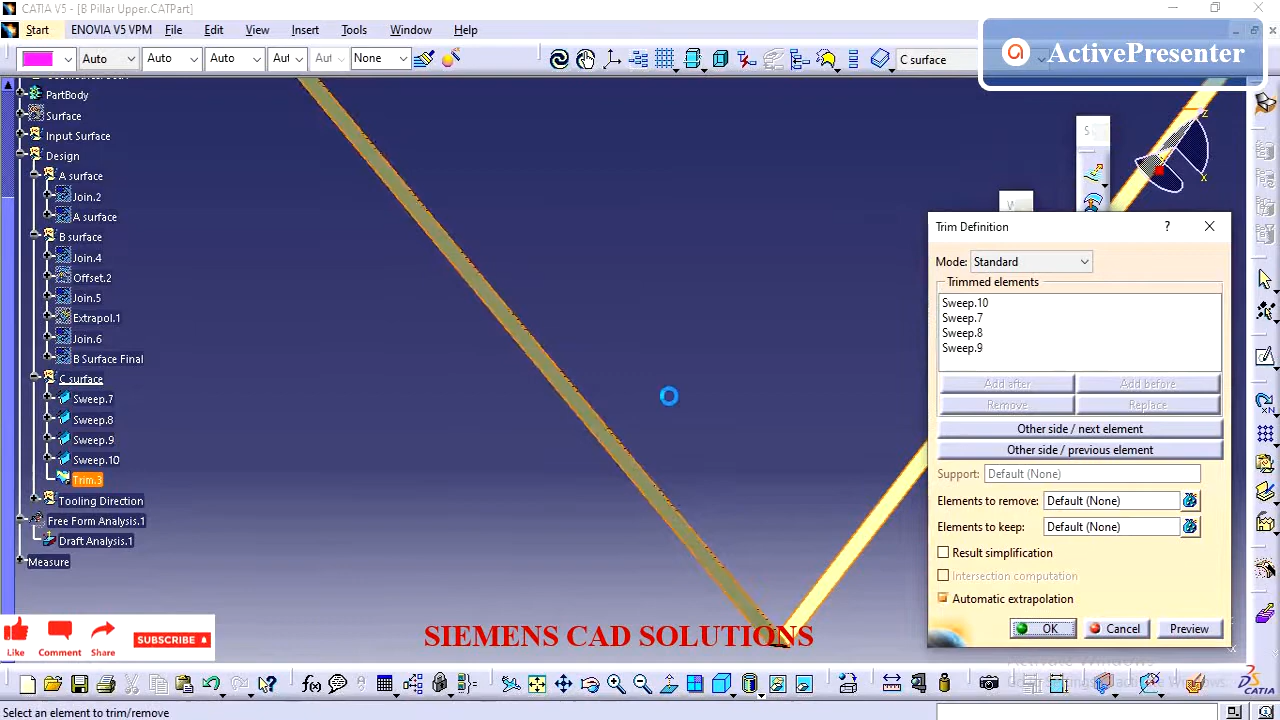 CATIA V5 - [B Pillar Upper.CATPart]
Start ENOVIA V5 VPM File Edit View Insert Tools Window Help
ActivePresenter
Auto Auto Auto Aut Aut None C surface
PartBody
Surface
Input Surface
Design
A surface
Join.2
A surface
B surface
Join.4
Offset.2
Join.5
Extrapol.1
Join.6
B Surface Final
C surface
Sweep.7
Sweep.8
Sweep.9
Sweep.10
Trim.3
Tooling Direction
Free Form Analysis.1
Draft Analysis.1
Measure
S
W
z
x
Trim Definition ? X
Mode: Standard
Trimmed elements
Sweep.10
Sweep.7
Sweep.8
Sweep.9
Add after Add before
Remove Replace
Other side / next element
Other side / previous element
Support: Default (None)
Elements to remove: Default (None)
Elements to keep: Default (None)
Result simplification
Intersection computation
Automatic extrapolation
OK Cancel Preview
Like Comment Share SUBSCRIBE
SIEMENS CAD SOLUTIONS
Activate Windows
Select an element to trim/remove